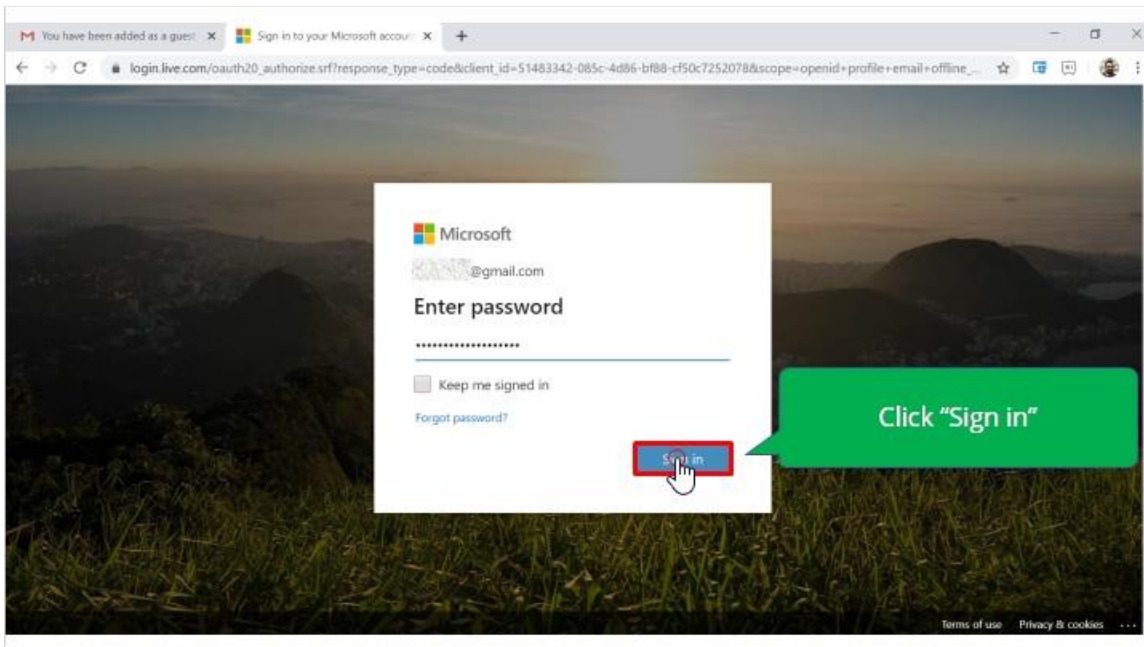 You have been added as a guest
Sign in to your Microsoft accoun
login.live.com/oauth20_authorize.srf?response_type=code&client_id=51483342-085c-4d86-bf88-cf50c7252078&scope=openid+profile+email+offline_...
Microsoft
@gmail.com
Enter password
Keep me signed in
Forgot password?
Click “Sign in”
Sign in
Terms of use Privacy & cookies ...